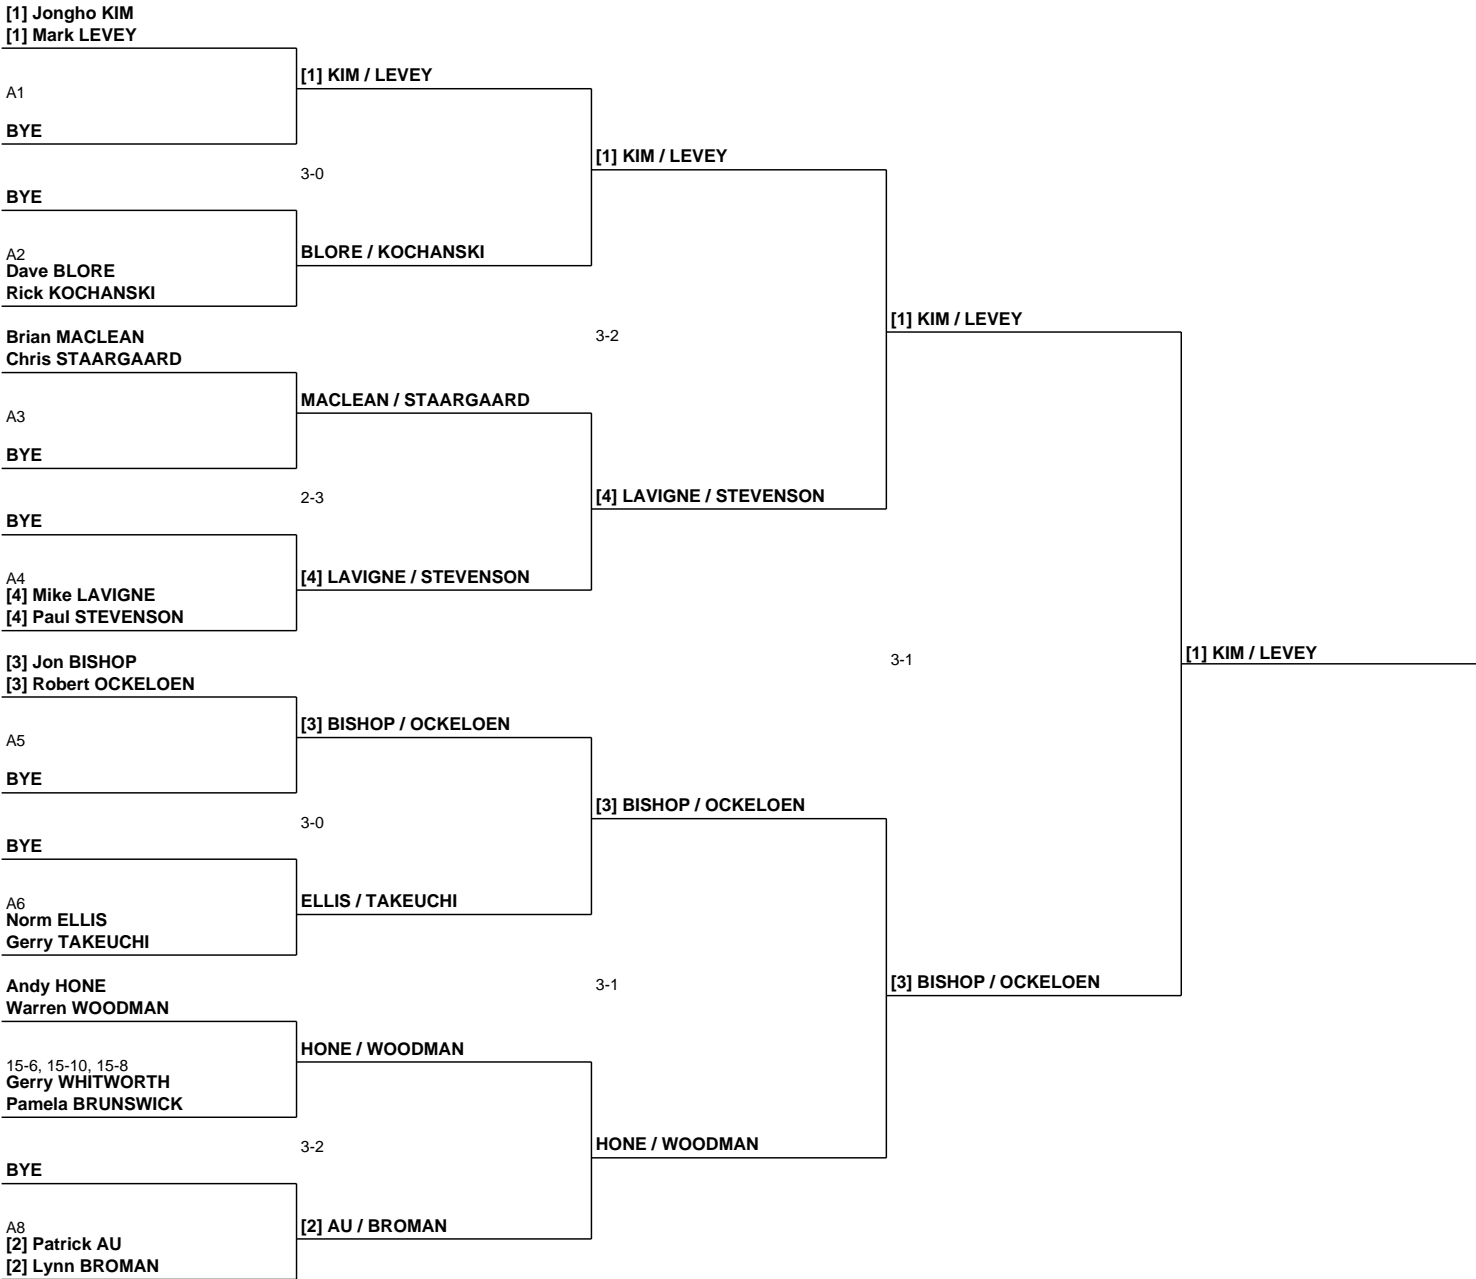 [1] Jongho KIM
[1] Mark LEVEY
[1] KIM / LEVEY
A1
BYE
[1] KIM / LEVEY
3-0
BYE
BLORE / KOCHANSKI
A2
Dave BLORE
Rick KOCHANSKI
[1] KIM / LEVEY
Brian MACLEAN
3-2
Chris STAARGAARD
MACLEAN / STAARGAARD
A3
BYE
2-3
[4] LAVIGNE / STEVENSON
BYE
A4
[4] LAVIGNE / STEVENSON
[4] Mike LAVIGNE
[4] Paul STEVENSON
[3] Jon BISHOP
3-1
[1] KIM / LEVEY
[3] Robert OCKELOEN
[3] BISHOP / OCKELOEN
A5
BYE
[3] BISHOP / OCKELOEN
3-0
BYE
ELLIS / TAKEUCHI
A6
Norm ELLIS
Gerry TAKEUCHI
Andy HONE
3-1
[3] BISHOP / OCKELOEN
Warren WOODMAN
HONE / WOODMAN
15-6, 15-10, 15-8
Gerry WHITWORTH
Pamela BRUNSWICK
3-2
HONE / WOODMAN
BYE
A8
[2] AU / BROMAN
[2] Patrick AU
[2] Lynn BROMAN